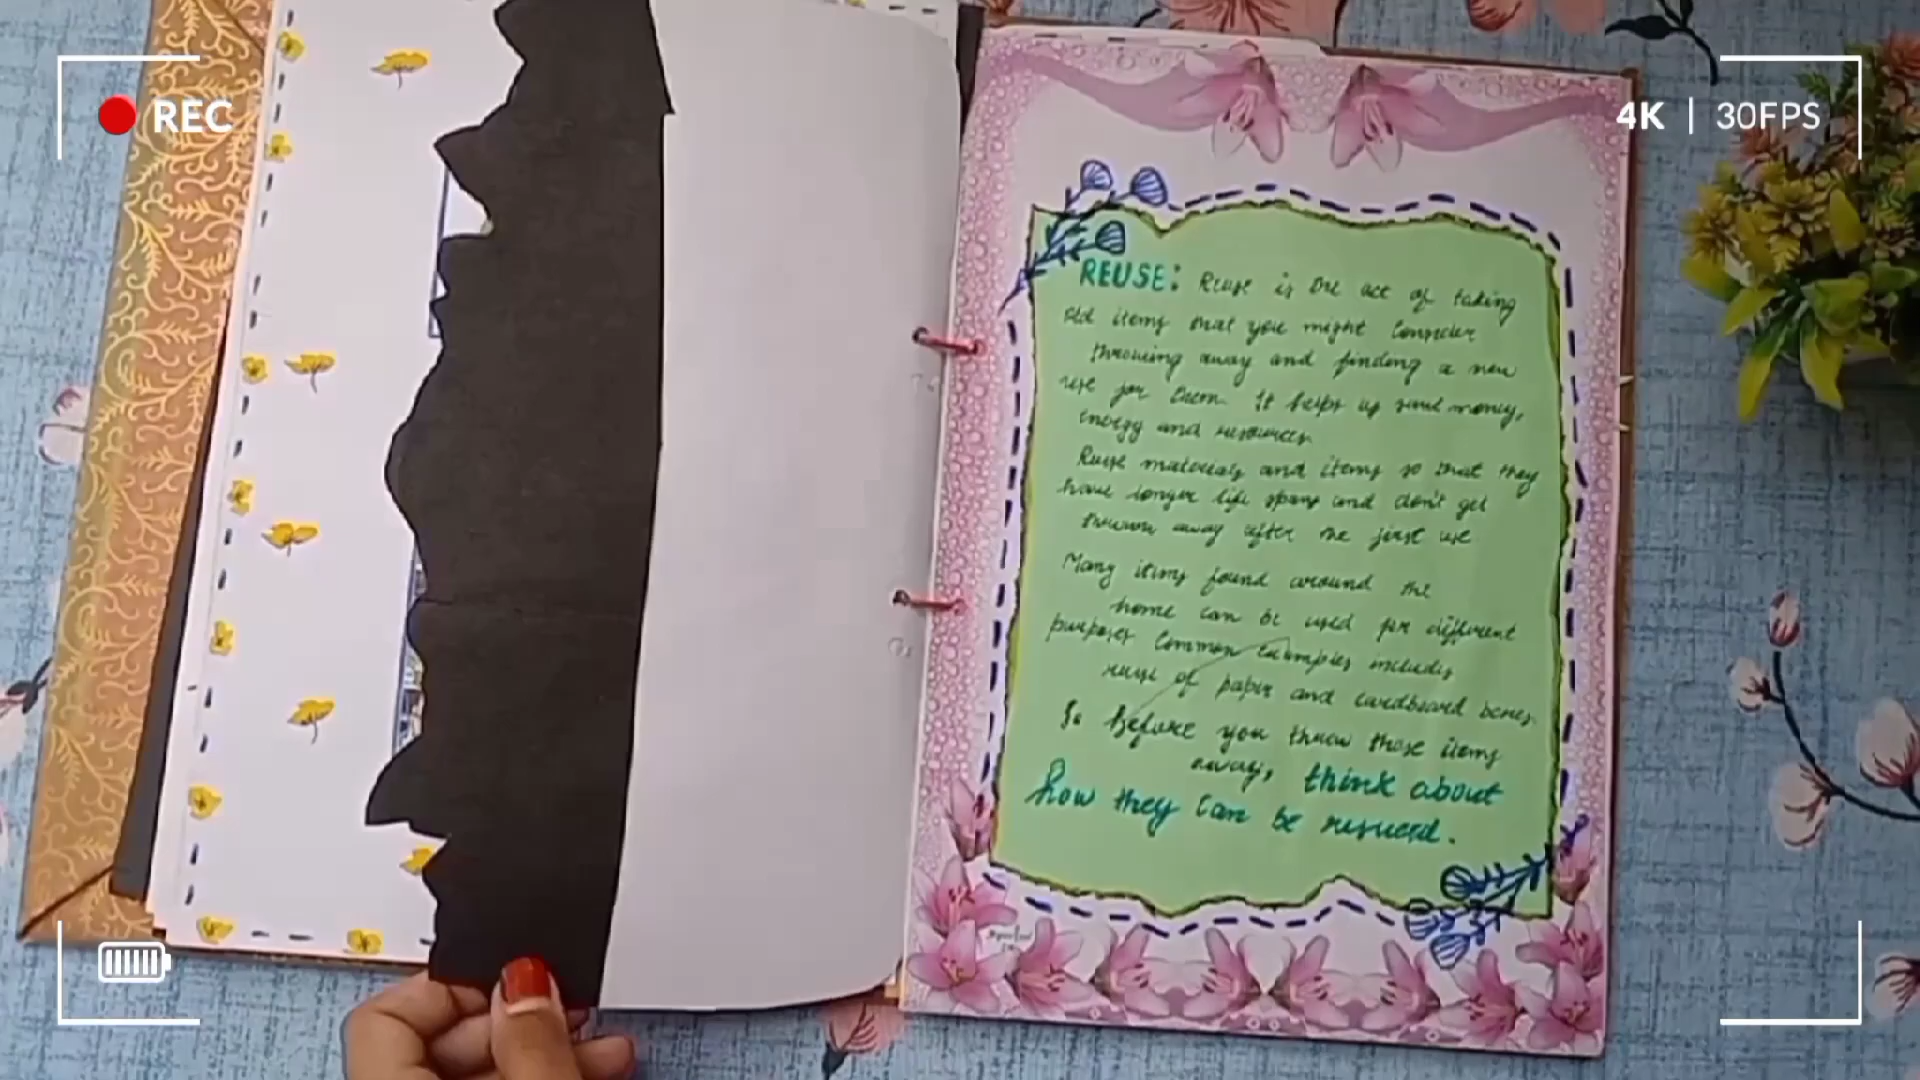 REC
4K | 30FPS
REUSE: Reuse is the act of taking
old items that you might consider
throwing away and finding a new
use for them. It helps us save money,
energy and resources.
Reuse materials and items so that they
have longer life spans and don't get
thrown away after the first use
Many items found around the
home can be used for different
purposes Common examples includes
reuse of paper and cardboard boxes.
So before you throw those items
away, think about
how they can be reused.